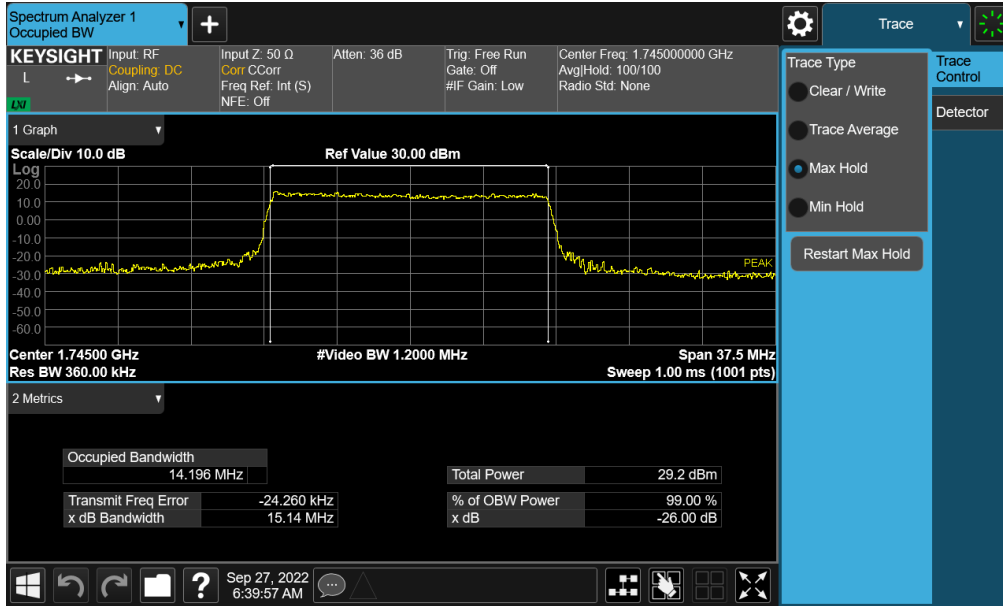 Spectrum Analyzer 1
Occupied BW
Trace
KEYSIGHT
L
LXI
Input: RF
Coupling: DC
Align: Auto
Input Z: 50 Ω
Corr CCorr
Freq Ref: Int (S)
NFE: Off
Atten: 36 dB
Trig: Free Run
Gate: Off
#IF Gain: Low
Center Freq: 1.745000000 GHz
Avg|Hold: 100/100
Radio Std: None
Trace Type
Clear / Write
Trace Average
Max Hold
Min Hold
Restart Max Hold
Trace
Control
Detector
1 Graph
Scale/Div 10.0 dB
Ref Value 30.00 dBm
Log
20.0
10.0
0.00
-10.0
-20.0
-30.0
-40.0
-50.0
-60.0
PEAK
Center 1.74500 GHz
#Video BW 1.2000 MHz
Span 37.5 MHz
Res BW 360.00 kHz
Sweep 1.00 ms (1001 pts)
2 Metrics
Occupied Bandwidth
14.196 MHz
Total Power 29.2 dBm
Transmit Freq Error -24.260 kHz
% of OBW Power 99.00 %
x dB Bandwidth 15.14 MHz
x dB -26.00 dB
?
Sep 27, 2022
6:39:57 AM